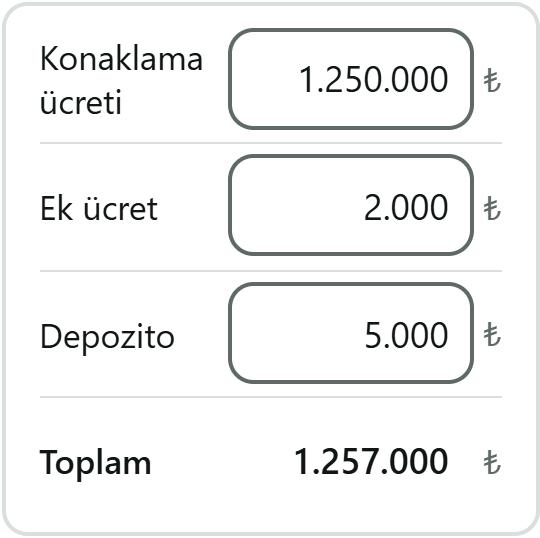 Konaklama
ücreti
1.250.000 ₺
Ek ücret 2.000 ₺
Depozito 5.000 ₺
Toplam 1.257.000 ₺